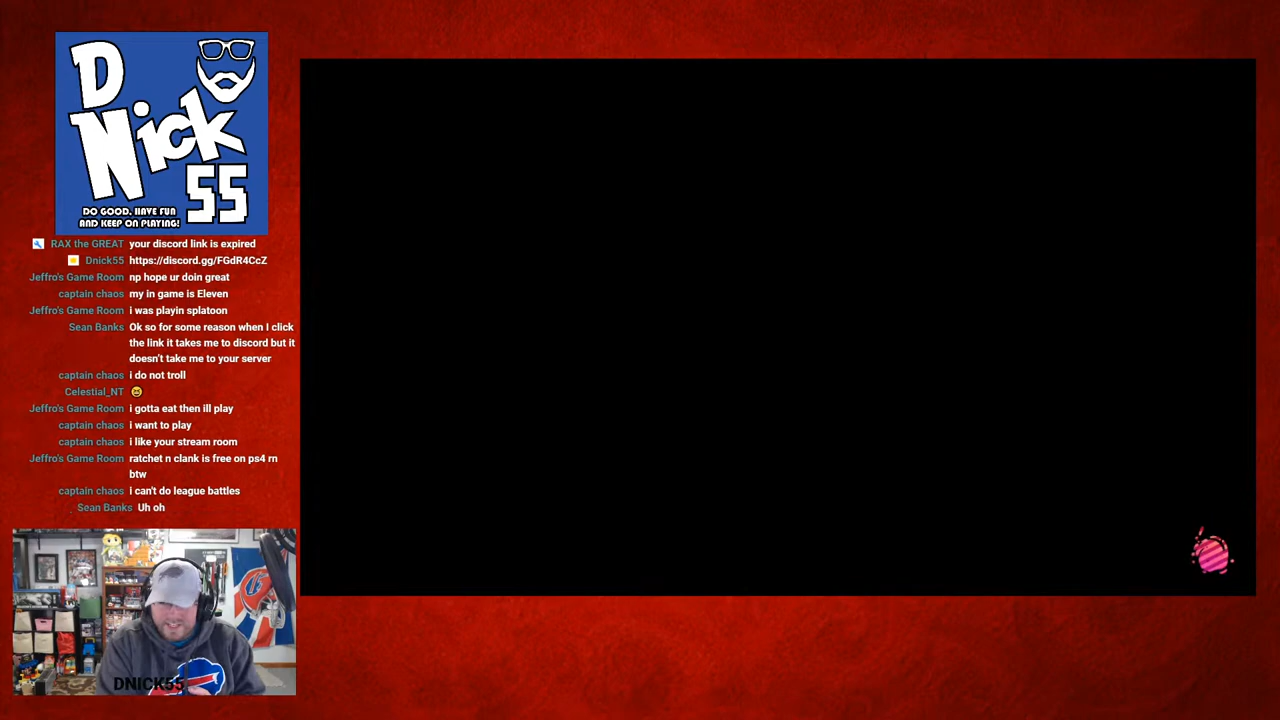 D
Nick
55
DO GOOD, HAVE FUN
AND KEEP ON PLAYING!
RAX the GREAT your discord link is expired
Dnick55 https://discord.gg/FGdR4CcZ
Jeffro's Game Room np hope ur doin great
captain chaos my in game is Eleven
Jeffro's Game Room i was playin splatoon
Sean Banks Ok so for some reason when I click
the link it takes me to discord but it
doesn't take me to your server
captain chaos i do not troll
Celestial_NT
Jeffro's Game Room i gotta eat then ill play
captain chaos i want to play
captain chaos i like your stream room
Jeffro's Game Room ratchet n clank is free on ps4 rn
btw
captain chaos i can't do league battles
Sean Banks Uh oh
DNICK55